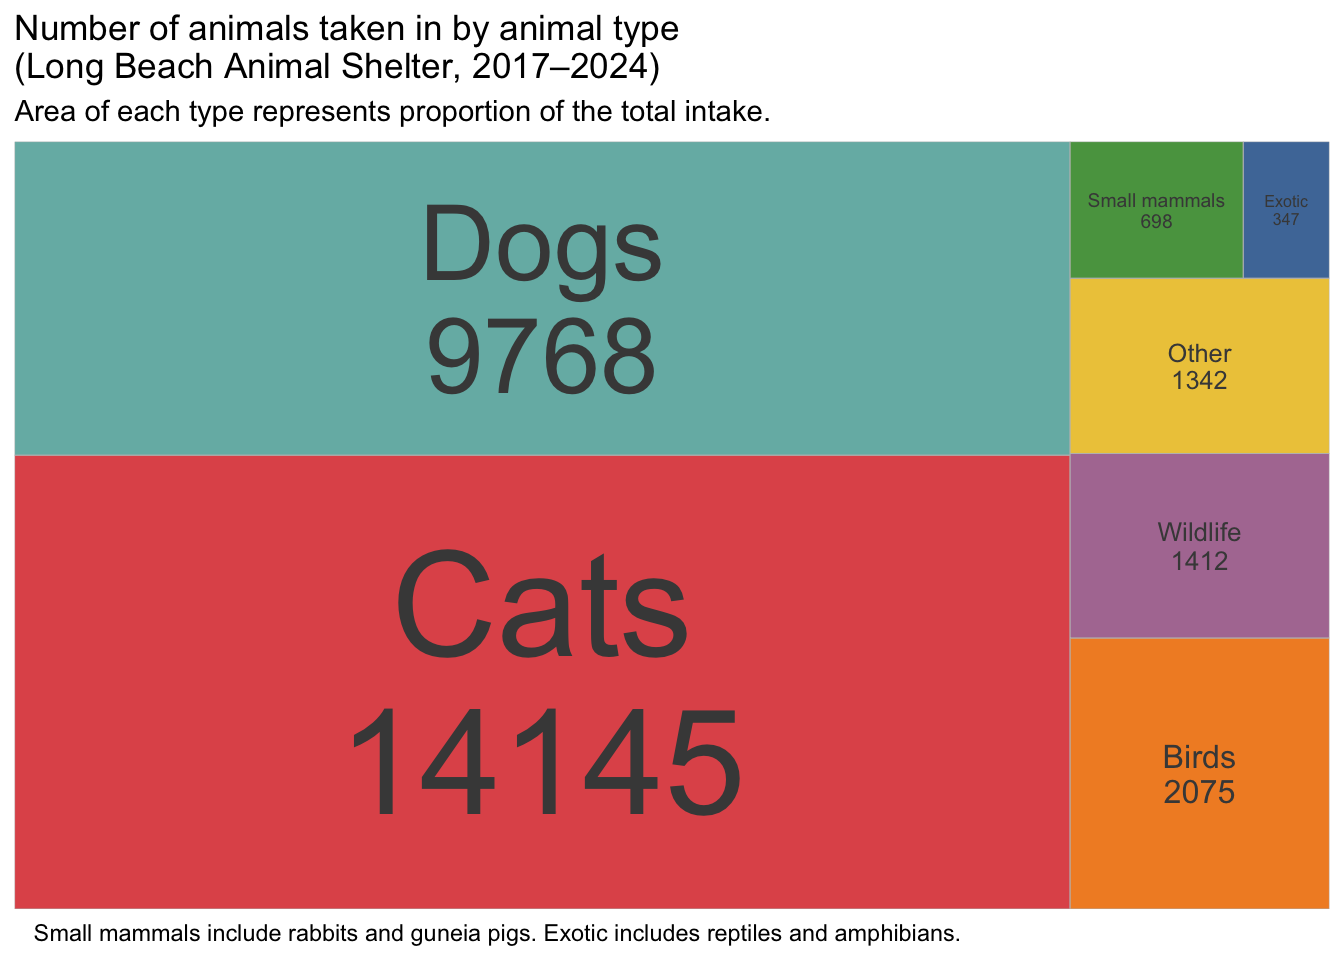 Number of animals taken in by animal type
(Long Beach Animal Shelter, 2017–2024)
Area of each type represents proportion of the total intake.
Dogs
9768
Cats
14145
Small mammals
698
Exotic
347
Other
1342
Wildlife
1412
Birds
2075
Small mammals include rabbits and guneia pigs. Exotic includes reptiles and amphibians.